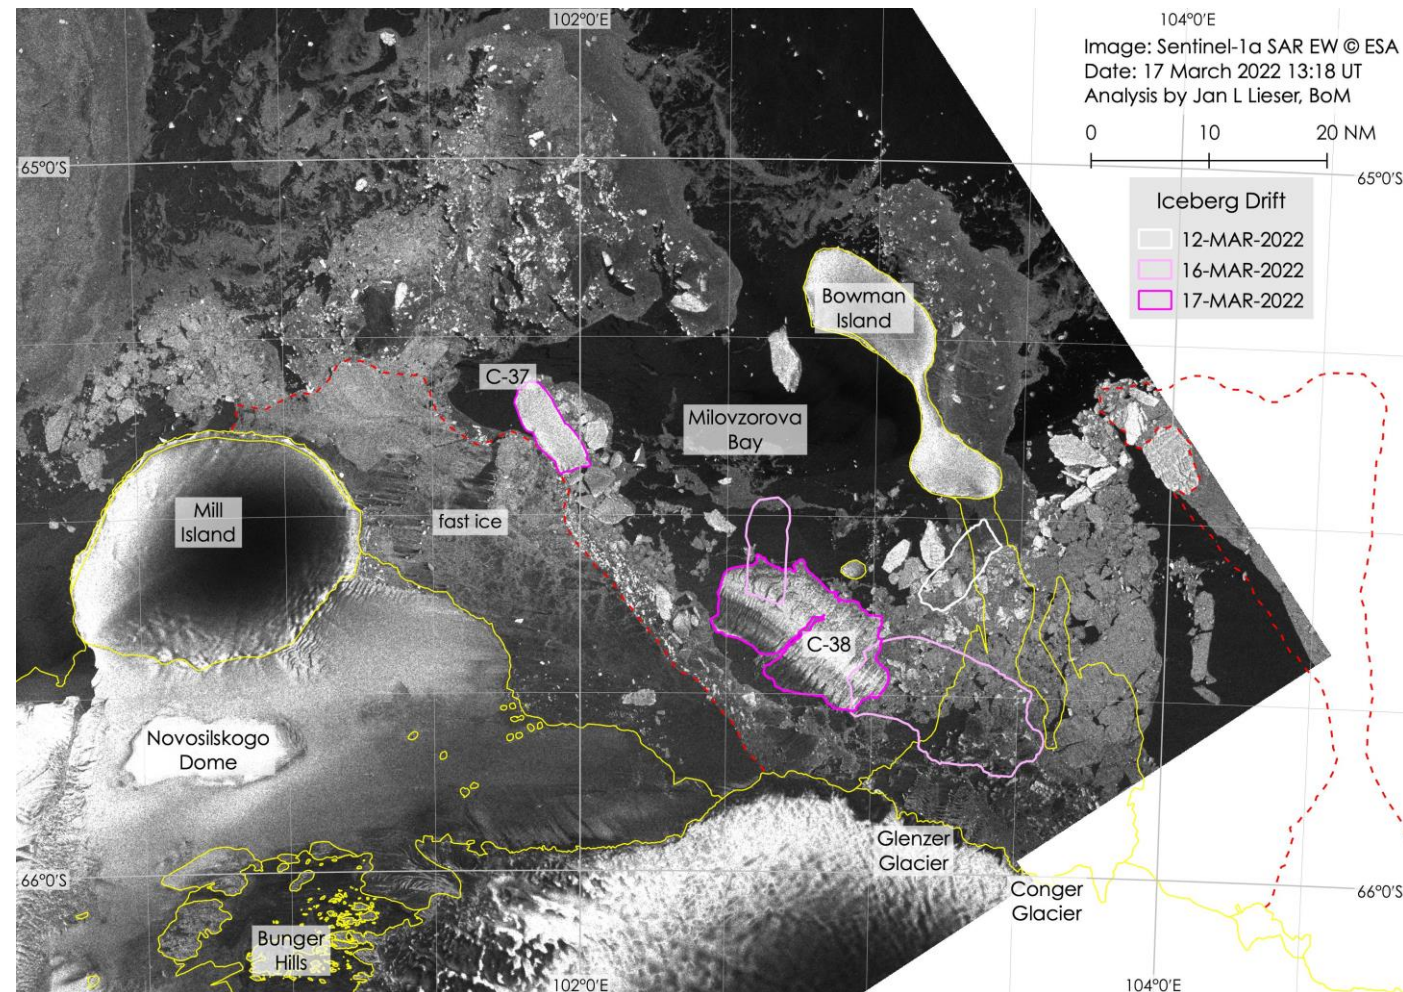 102°0'E
104°0'E
Image: Sentinel-1a SAR EW © ESA
Date: 17 March 2022 13:18 UT
Analysis by Jan L Lieser, BoM
0 10 20 NM
65°0'S
65°0'S
Iceberg Drift
12-MAR-2022
16-MAR-2022
17-MAR-2022
Bowman
Island
C-37
Milovzorova
Bay
Mill
Island
fast ice
C-38
Novosilskogo
Dome
Glenzer
Glacier
66°0'S
Conger
Glacier
66°0'S
Bunger
Hills
102°0'E
104°0'E